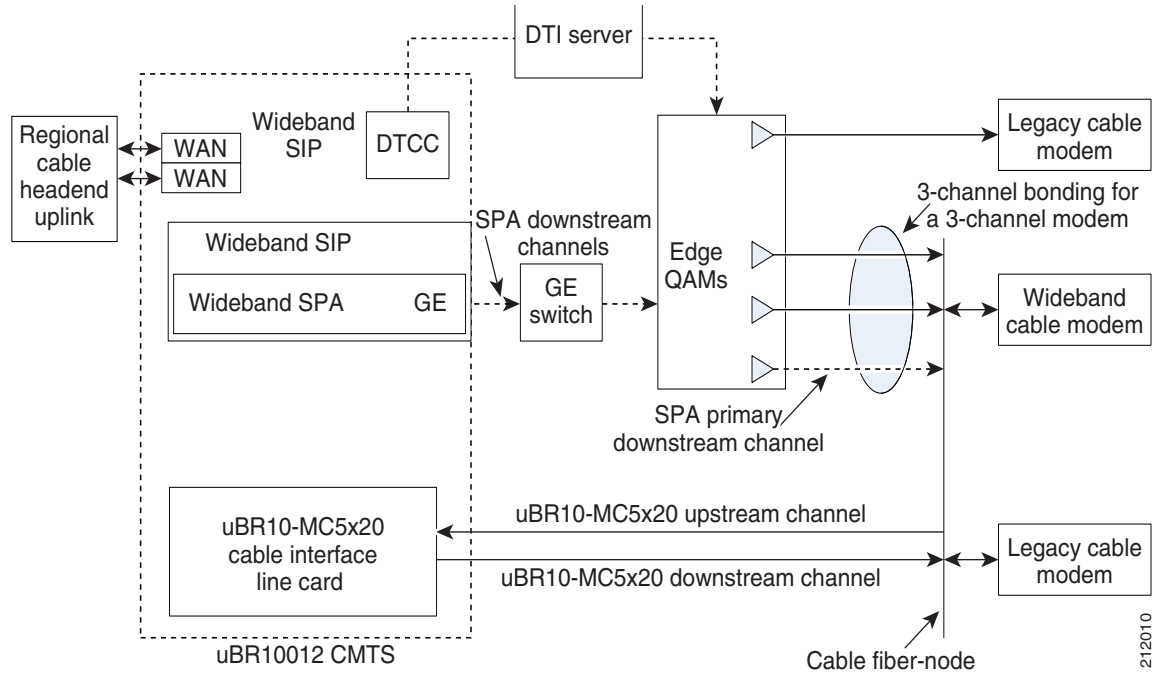 DTI server
Regional
cable
headend
uplink
WAN
WAN
Wideband
SIP
DTCC
Legacy cable
modem
3-channel bonding for
a 3-channel modem
SPA downstream
channels
Wideband SIP
Wideband SPA GE
GE
switch
Edge
QAMs
Wideband
cable modem
SPA primary
downstream channel
uBR10-MC5x20
cable interface
line card
uBR10-MC5x20 upstream channel
uBR10-MC5x20 downstream channel
Legacy cable
modem
uBR10012 CMTS
Cable fiber-node
212010